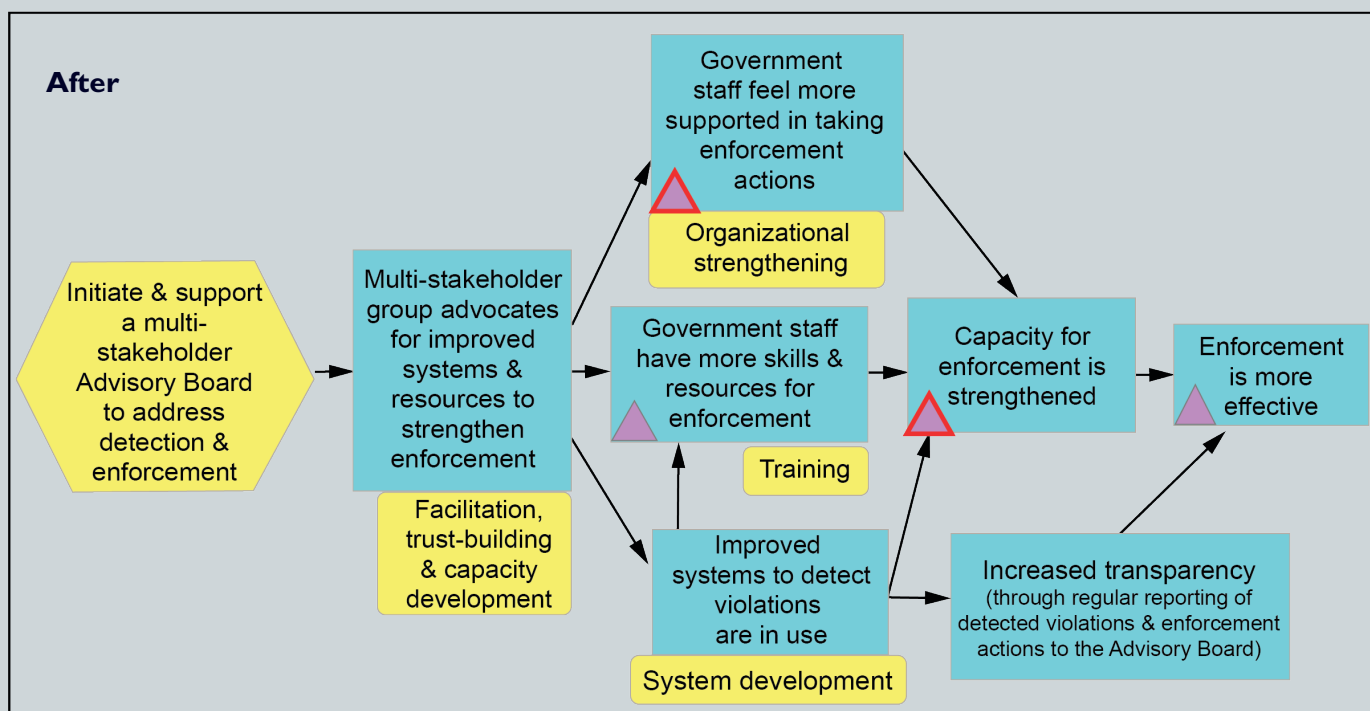 After
Initiate & support
a multi-
stakeholder
Advisory Board
to address
detection &
enforcement
Multi-stakeholder
group advocates
for improved
systems &
resources to
strengthen
enforcement
Facilitation,
trust-building
& capacity
development
Government
staff feel more
supported in taking
enforcement
actions
Organizational
strengthening
Government staff
have more skills &
resources for
enforcement
Training
Improved
systems to detect
violations
are in use
System development
Capacity for
enforcement is
strengthened
Increased transparency
(through regular reporting of
detected violations & enforcement
actions to the Advisory Board)
Enforcement
is more
effective